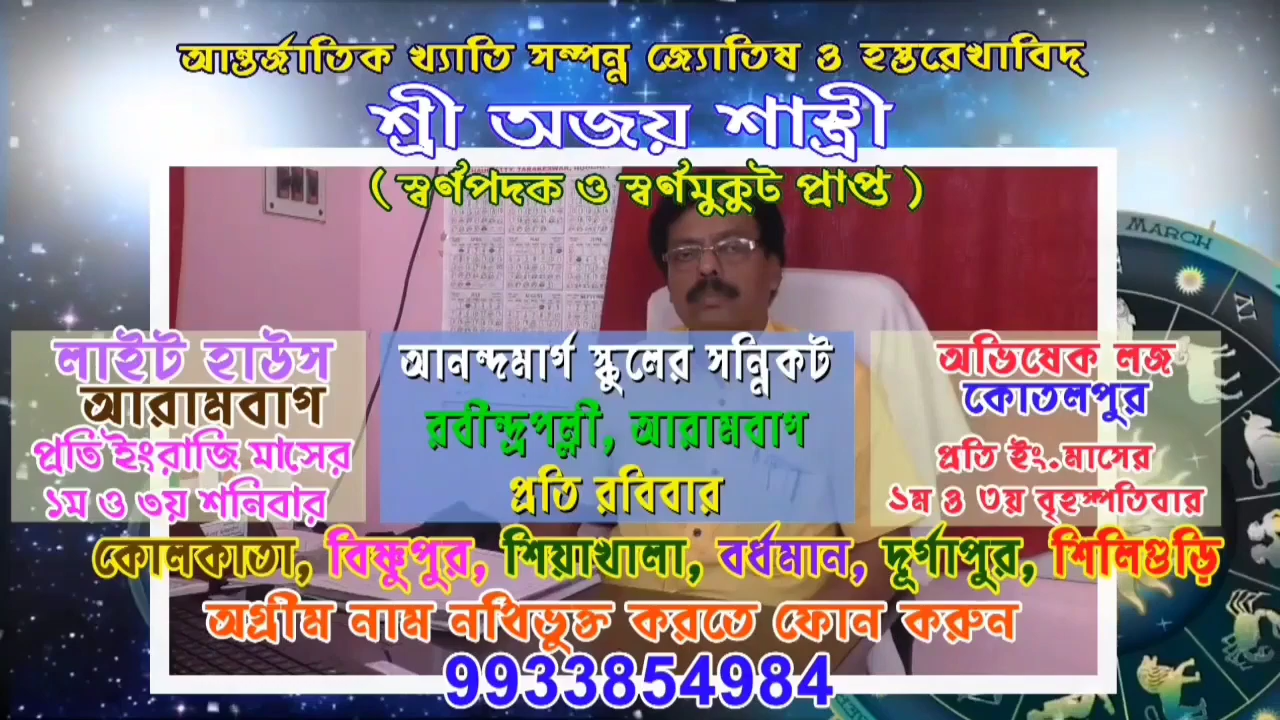 আন্তর্জাতিক খ্যাতি সম্পন্ন জ্যোতিষ ও হস্তরেখাবিদ্
শ্রী অজয় শাস্ত্রী
( স্বর্ণপদক ও স্বর্ণমুকুট প্রাপ্ত )
MARCH
লাইট হাউস
আরামবাগ
প্রতি ইংরাজি মাসের
১ম ও ৩য় শনিবার
আনন্দমার্গ স্কুলের সন্নিকট
রবীন্দ্রপল্লী, আরামবাগ
প্রতি রবিবার
অভিষেক লজ
কোতলপুর
প্রতি ইং.মাসের
১ম ও ৩য় বৃহস্পতিবার
কোলকাতা, বিষ্ণুপুর, শিয়াখালা, বর্ধমান, দূর্গাপুর, শিলিগুড়ি
অগ্রীম নাম নথিভুক্ত করতে ফোন করুন
9933854984